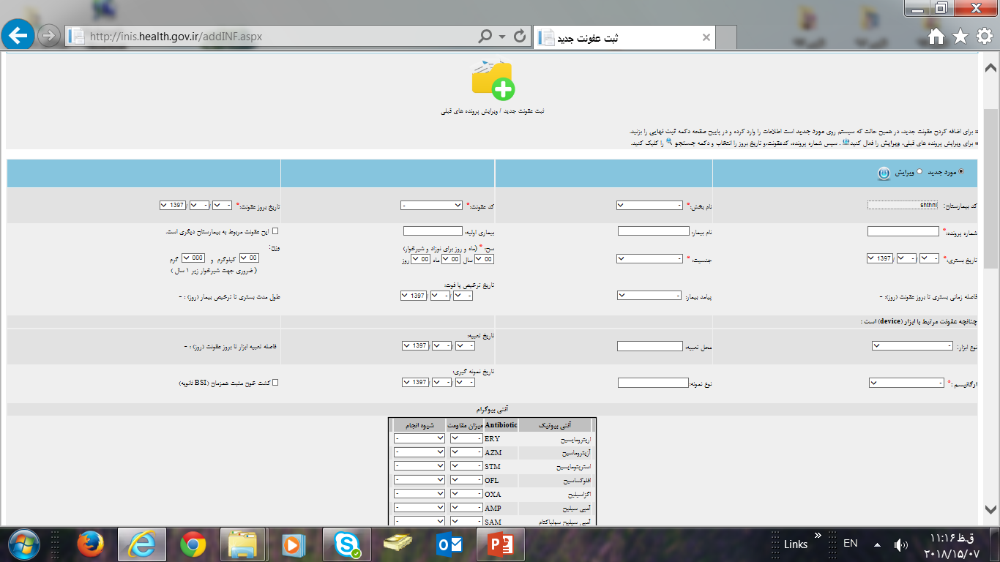 http://inis.health.gov.ir/addINF.aspx
ثبت عفونت جدید
ثبت عفونت جدید / ویرایش پرونده های قبلی
برای اضافه کردن عفونت جدید، در همین حالت که سیستم روی مورد جدید است اطلاعات را وارد کرده و در پایین صفحه دکمه ثبت نهایی را بزنید.
برای ویرایش پرونده های قبلی، ویرایش را فعال کنید . سپس شماره پرونده، کدعفونت،و تاریخ بروز را انتخاب و دکمه جستجو را کلیک کنید.
مورد جدید ویرایش
کد بیمارستان: shthni نام بخش:* - کد عفونت:* - تاریخ بروز عفونت:* - / - / 1397
شماره پرونده:* نام بیمار: بیماری اولیه: این عفونت مربوط به بیمارستان دیگری است.
تاریخ بستری:* - / - / 1397 جنسیت: * - سن: * (ماه و روز برای نوزاد و شیرخوار)
00 سال 00 ماه 00 روز
وزن:
00 کیلوگرم و 000 گرم
( ضروری جهت شیرخوار زیر ۱ سال )
فاصله زمانی بستری تا بروز عفونت (روز): - پیامد بیمار: - تاریخ ترخیص یا فوت:
- / - / 1397 طول مدت بستری تا ترخیص بیمار (روز) : -
چنانچه عفونت مرتبط با ابزار (device) است :
نوع ابزار: - محل تعبیه: تاریخ تعبیه:
- / - / 1397 فاصله تعبیه ابزار تا بروز عفونت (روز) : -
ارگانیسم :* - نوع نمونه: تاریخ نمونه گیری:
- / - / 1397 کشت خون مثبت همزمان (BSI ثانویه)
آنتی بیوگرام
آنتی بیوتیک Antibiotic میزان مقاومت شیوه انجام
اریترومایسین ERY - -
آزیتروماسین AZM - -
استرپتومایسین STM - -
افلوکساسین OFL - -
اگزاسیلین OXA - -
آمپی سیلین AMP - -
آمپی سیلین سولباکتام SAM - -
Links
EN
ق.ظ ۱۱:۱۶
۲۰۱۸/۱۵/۰۷